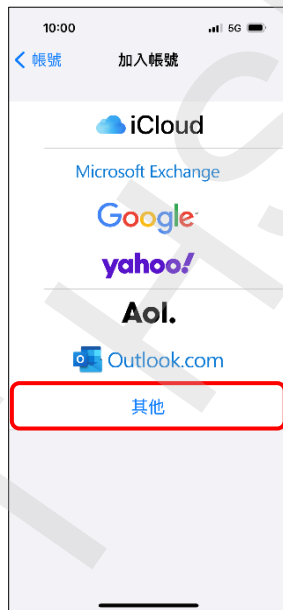 10:00 5G
帳號 加入帳號
iCloud
Microsoft Exchange
Google
yahoo!
Aol.
Outlook.com
其他